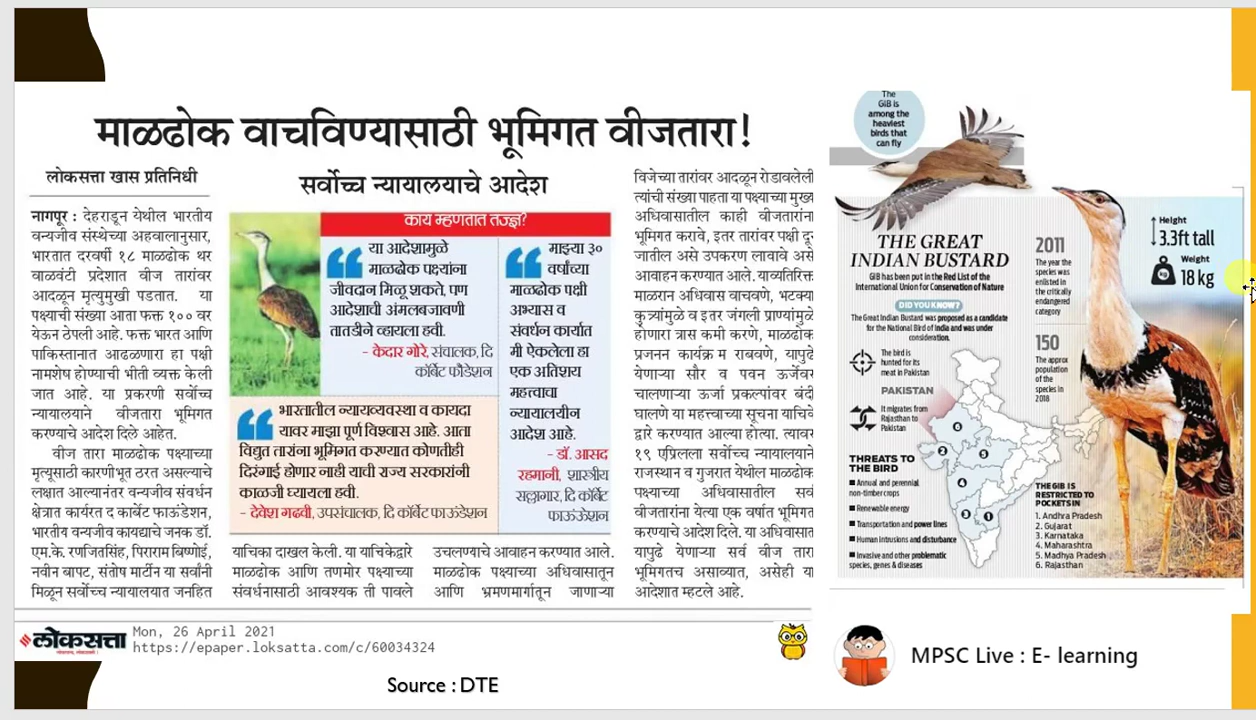 माळढोक वाचविण्यासाठी भूमिगत वीजतारा!
लोकसत्ता खास प्रतिनिधी
नागपूर : देहराडून येथील भारतीय
वन्यजीव संस्थेच्या अहवालानुसार,
भारतात दरवर्षी १८ माळढोक थर
वाळवंटी प्रदेशात वीज तारांवर
आदळून मृत्युमुखी पडतात. या
पक्ष्याची संख्या आता फक्त १०० वर
येऊन ठेपली आहे. फक्त भारत आणि
पाकिस्तानात आढळणारा हा पक्षी
नामशेष होण्याची भीती व्यक्त केली
जात आहे. या प्रकरणी सर्वोच्च
न्यायालयाने वीजतारा भूमिगत
करण्याचे आदेश दिले आहेत.
वीज तारा माळढोक पक्ष्याच्या
मृत्यूसाठी कारणीभूत ठरत असल्याचे
लक्षात आल्यानंतर वन्यजीव संवर्धन
क्षेत्रात कार्यरत द कार्बेट फाऊंडेशन,
भारतीय वन्यजीव कायद्याचे जनक डॉ.
एम.के. रणजितसिंह, पिराराम बिष्णोई,
नवीन बापट, संतोष मार्टीन या सर्वांनी
मिळून सर्वोच्च न्यायालयात जनहित
सर्वोच्च न्यायालयाचे आदेश
काय म्हणतात तज्ज्ञ?
या आदेशामुळे
माळढोक पक्ष्यांना
जीवदान मिळू शकते, पण
आदेशाची अंमलबजावणी
तातडीने व्हायला हवी.
- केदार गोरे, संचालक, दि
कॉर्बेट फौंडेशन
माझ्या ३०
वर्षांच्या
माळढोक पक्षी
अभ्यास व
संवर्धन कार्यात
मी ऐकलेला हा
एक अतिशय
महत्त्वाचा
न्यायालयीन
आदेश आहे.
- डॉ. आसद
रहमानी, शास्त्रीय
सल्लागार, दि कॉर्बेट
फाऊंऊेशन
भारतातील न्यायव्यवस्था व कायदा
यावर माझा पूर्ण विश्वास आहे. आता
विद्युत तारांना भूमिगत करण्यात कोणतीही
दिरंगाई होणार नाही याची राज्य सरकारांनी
काळजी घ्यायला हवी.
- देवेश गढवी, उपसंचालक, दि कॉर्बेट फाऊंडेशन
याचिका दाखल केली. या याचिकेद्वारे
माळढोक आणि तणमोर पक्ष्याच्या
संवर्धनासाठी आवश्यक ती पावले
उचलण्याचे आवाहन करण्यात आले.
माळढोक पक्ष्याच्या अधिवासातून
आणि भ्रमणमार्गातून जाणाऱ्या
विजेच्या तारांवर आदळून रोडावलेली
त्यांची संख्या पाहता या पक्ष्याच्या मुख्य
अधिवासातील काही वीजतारांना
भूमिगत करावे, इतर तारांवर पक्षी दू
जातील असे उपकरण लावावे असे
आवाहन करण्यात आले. याव्यतिरिक्त
माळरान अधिवास वाचवणे, भटक्या
कुत्र्यांमुळे व इतर जंगली प्राण्यांमुळे
होणारा त्रास कमी करणे, माळढोक
प्रजनन कार्यक्रम राबवणे, यापुढे
येणाऱ्या सौर व पवन ऊर्जेवर
चालणाऱ्या ऊर्जा प्रकल्पांवर बंदी
घालणे या महत्त्वाच्या सूचना याचिके
द्वारे करण्यात आल्या होत्या. त्यावर
१९ एप्रिलला सर्वोच्च न्यायालयाने
राजस्थान व गुजरात येथील माळढोक
पक्ष्याच्या अधिवासातील सर्व
वीजतारांना येत्या एक वर्षात भूमिगत
करण्याचे आदेश दिले. या अधिवासात
यापुढे येणाऱ्या सर्व वीज तारा
भूमिगतच असाव्यात, असेही या
आदेशात म्हटले आहे.
लोकसत्ता
Mon, 26 April 2021
https://epaper.loksatta.com/c/60034324
Source : DTE
The
GIB is
among the
heaviest
birds that
can fly
THE GREAT
INDIAN BUSTARD
GIB has been put in the Red List of the
International Union for Conservation of Nature
DID YOU KNOW?
The Great Indian Bustard was proposed as a candidate
for the National Bird of India and was under
consideration.
The bird is
hunted for its
meat in Pakistan
PAKISTAN
It migrates from
Rajasthan to
Pakistan
THREATS TO
THE BIRD
Annual and perennial
non-timber crops
Renewable energy
Transportation and power lines
Human intrusions and disturbance
Invasive and other problematic
species, genes & diseases
6
2
5
4
3
1
2011
The year the
species was
enlisted in
the critically
endangered
category
150
The approx
population
of the
species in
2018
Height
3.3ft tall
Weight
18 kg
THE GIB IS
RESTRICTED TO
POCKETS IN
1. Andhra Pradesh
2. Gujarat
3. Karnataka
4. Maharashtra
5. Madhya Pradesh
6. Rajasthan
MPSC Live : E- learning